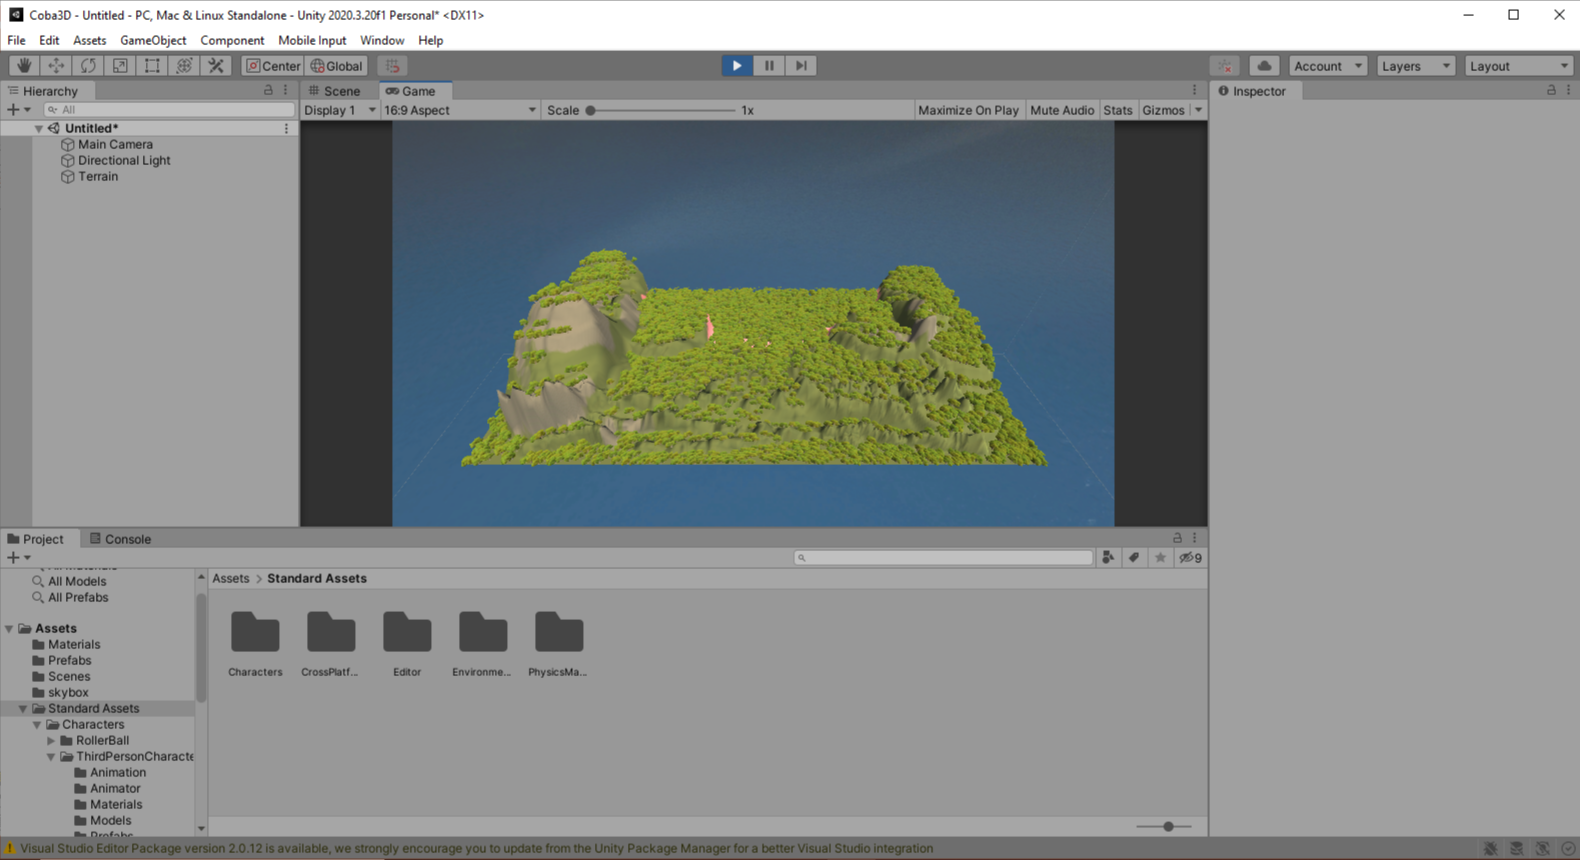 Coba3D - Untitled - PC, Mac & Linux Standalone - Unity 2020.3.20f1 Personal* <DX11>
File Edit Assets GameObject Component Mobile Input Window Help
Center Global Account Layers Layout
Hierarchy Scene Game Inspector
All Display 1 16:9 Aspect Scale 1x Maximize On Play Mute Audio Stats Gizmos
Untitled*
Main Camera
Directional Light
Terrain
Project Console
9
All Materials
All Models
All Prefabs
Assets > Standard Assets
Assets
Materials
Prefabs
Scenes
skybox
Standard Assets
Characters
RollerBall
ThirdPersonCharacte
Animation
Animator
Materials
Models
Prefabs
Characters CrossPlatf... Editor Environme... PhysicsMa...
Visual Studio Editor Package version 2.0.12 is available, we strongly encourage you to update from the Unity Package Manager for a better Visual Studio integration